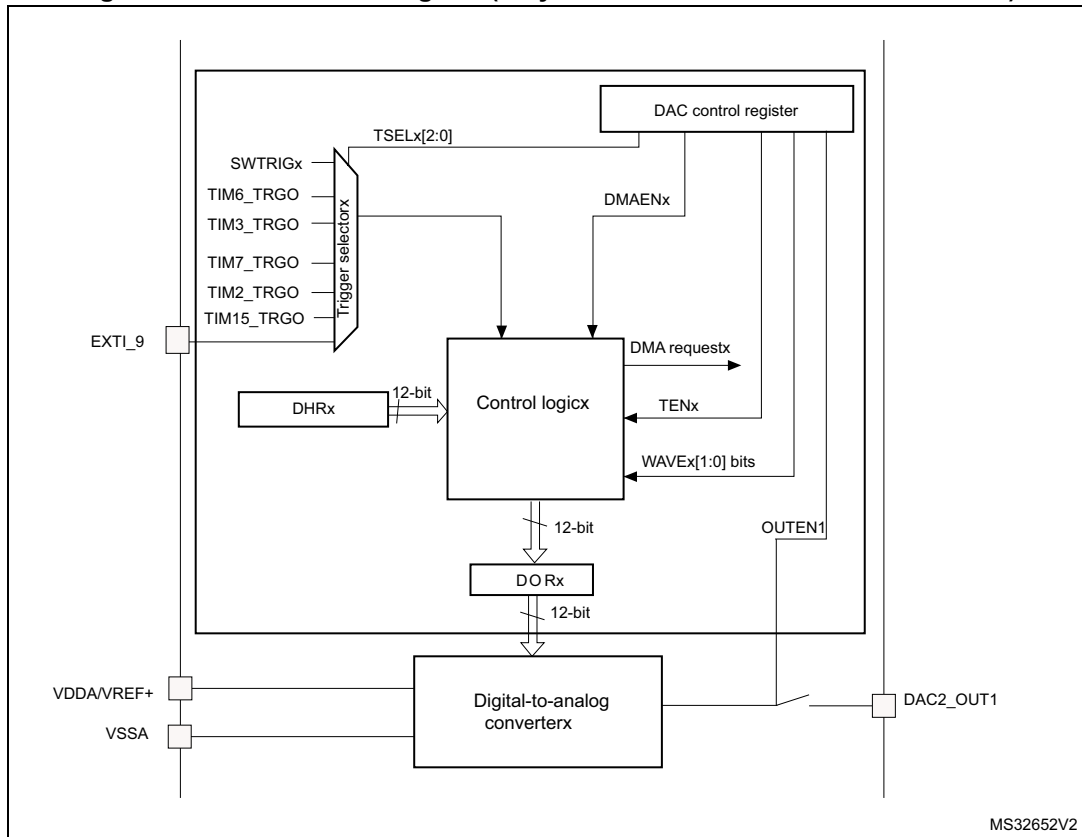 DAC control register
TSELx[2:0]
SWTRIGx
TIM6_TRGO
TIM3_TRGO
TIM7_TRGO
TIM2_TRGO
TIM15_TRGO
EXTI_9
Trigger selectorx
DMAENx
DMA requestx
DHRx
12-bit
Control logicx
TENx
WAVEx[1:0] bits
OUTEN1
12-bit
DORx
12-bit
VDDA/VREF+
VSSA
Digital-to-analog
converterx
DAC2_OUT1
MS32652V2